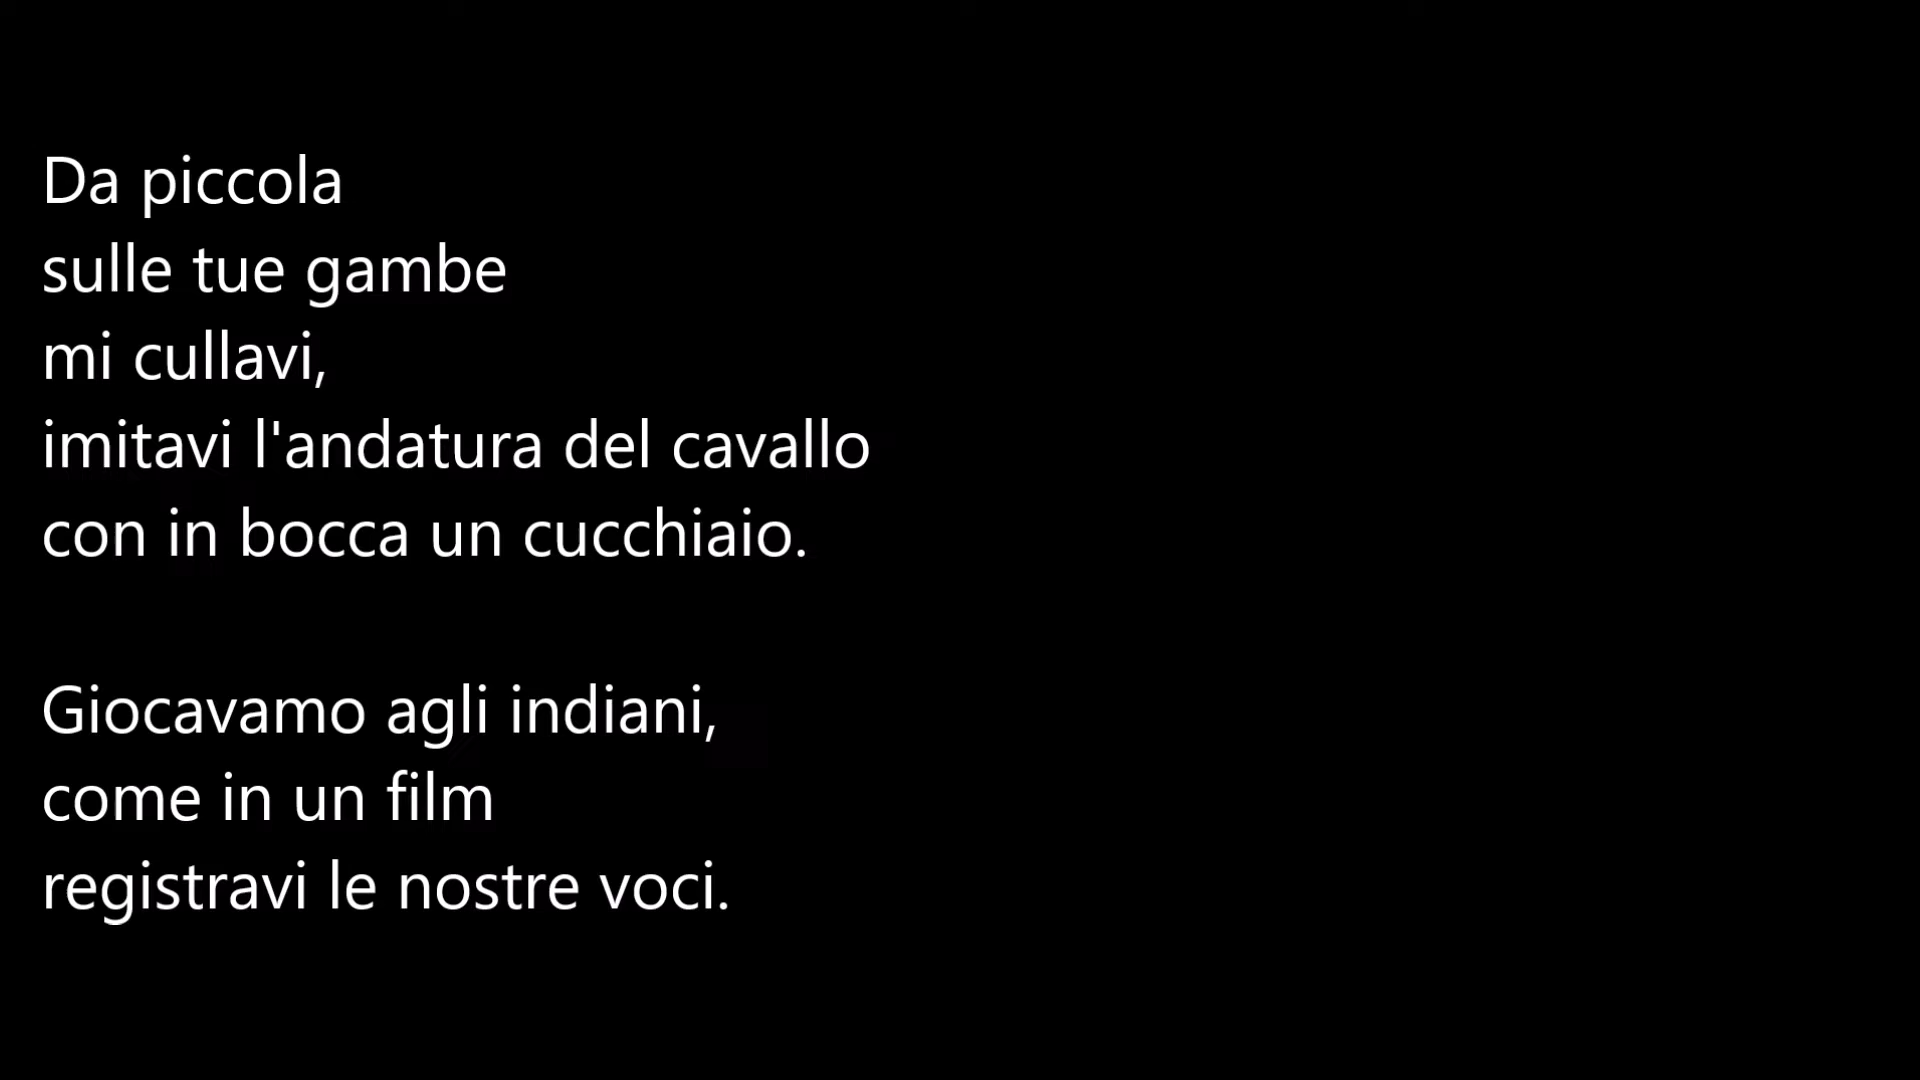 Da piccola
sulle tue gambe
mi cullavi,
imitavi l'andatura del cavallo
con in bocca un cucchiaio.
Giocavamo agli indiani,
come in un film
registravi le nostre voci.